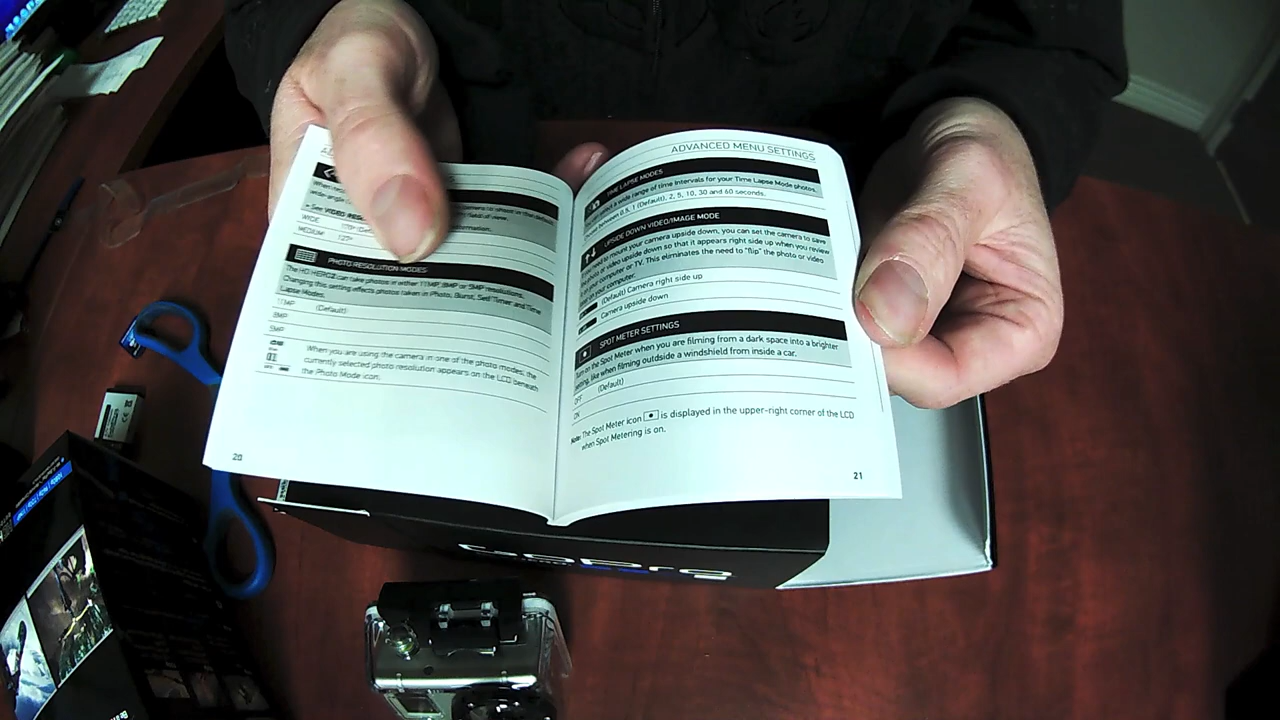 WIDE 170º
MEDIUM 127º
PHOTO RESOLUTION MODES
The HD HERO2 can take photos in either 11MP, 8MP or 5MP resolutions.
Changing this setting effects photos taken in Photo, Burst, Self Timer and Time
Lapse Modes.
11MP (Default)
8MP
5MP
When you are using the camera in one of the photo modes, the
currently selected photo resolution appears on the LCD beneath
the Photo Mode icon.
20
ADVANCED MENU SETTINGS
TIME LAPSE MODES
a wide range of time intervals for your Time Lapse Mode photos.
between 0.5, 1 (Default), 2, 5, 10, 30 and 60 seconds.
UPSIDE DOWN VIDEO/IMAGE MODE
to mount your camera upside down, you can set the camera to save
photo of video upside down so that it appears right side up when you review
your computer or TV. This eliminates the need to "flip" the photo or video
your computer.
(Default) Camera right side up
Camera upside down
SPOT METER SETTINGS
Turn on the Spot Meter when you are filming from a dark space into a brighter
setting, like when filming outdside a windshield from inside a car.
OFF (Default)
ON
Note: The Spot Meter icon is displayed in the upper-right corner of the LCD
when Spot Metering is on.
21
GoPro